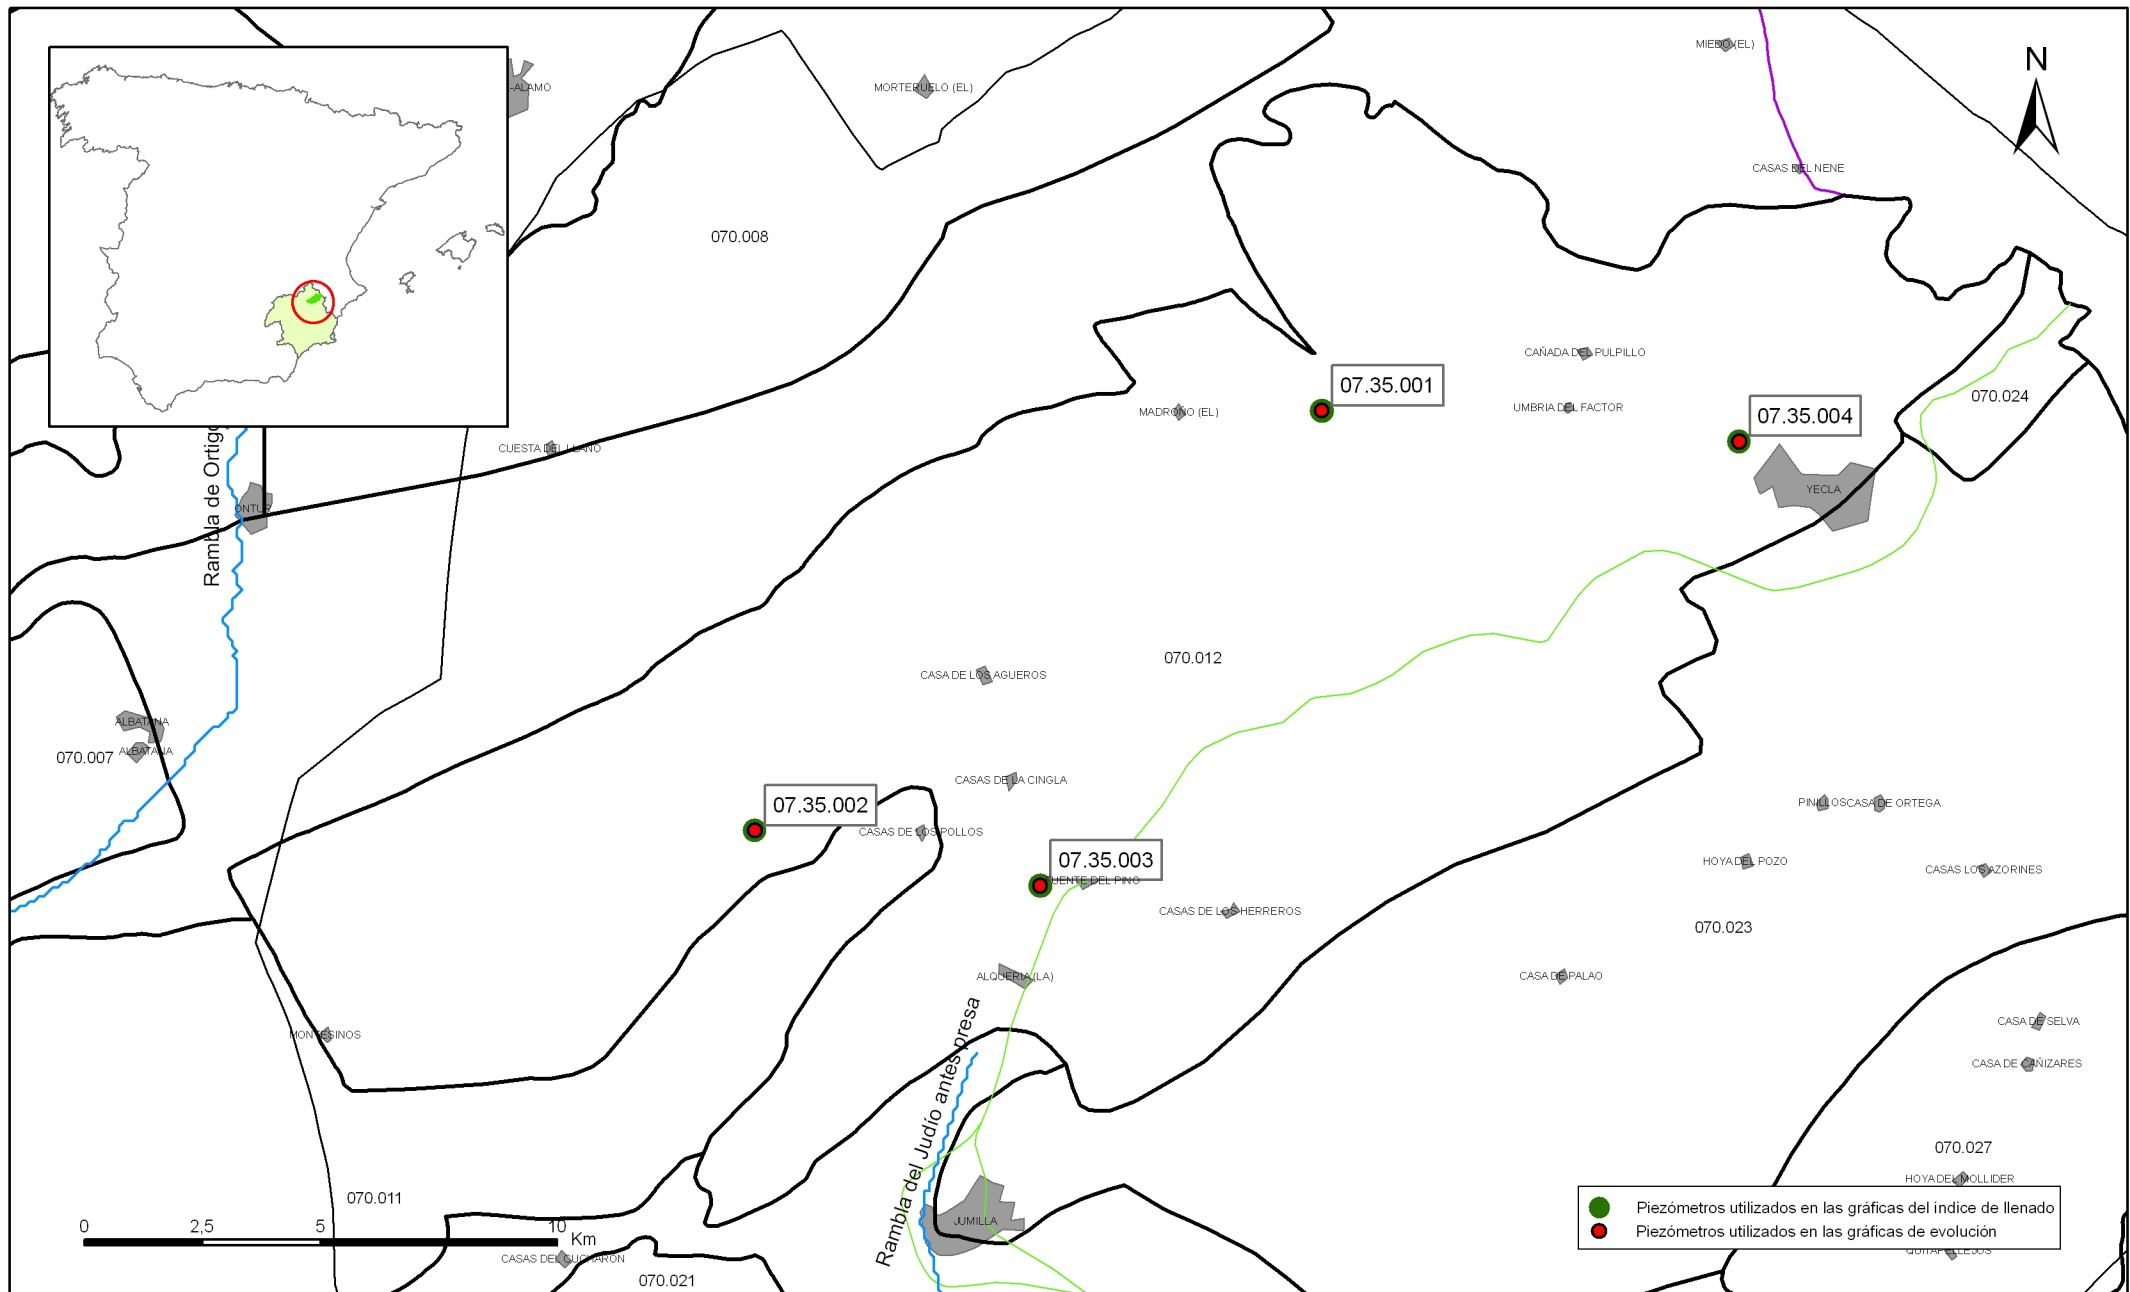 MIEDO (EL)
N
-ALAMO
MORTERUELO (EL)
CASAS DEL NENE
070.008
CAÑADA DEL PULPILLO
07.35.001
070.024
MADROÑO (EL)
UMBRIA DEL FACTOR
07.35.004
CUESTA DEL LLANO
YECLA
ONTUR
Rambla de Ortigo
070.012
CASA DE LOS AGUEROS
ALBATANA
ALBATANA
070.007
CASAS DE LA CINGLA
07.35.002
PINILLOS
CASA DE ORTEGA
CASAS DE LOS POLLOS
07.35.003
HOYA DEL POZO
CASAS LOS AZORINES
FUENTE DEL PINO
CASAS DE LOS HERREROS
070.023
ALQUERIA (LA)
CASA DE PALAO
CASA DE SELVA
MONTESINOS
CASA DE CAÑIZARES
Rambla del Judío antes presa
070.027
HOYA DEL MOLLIDER
070.011
JUMILLA
0 2,5 5 10
Km
CASAS DEL CUCHARON
070.021
Piezómetros utilizados en las gráficas del índice de llenado
Piezómetros utilizados en las gráficas de evolución
QUITAPELLEJOS